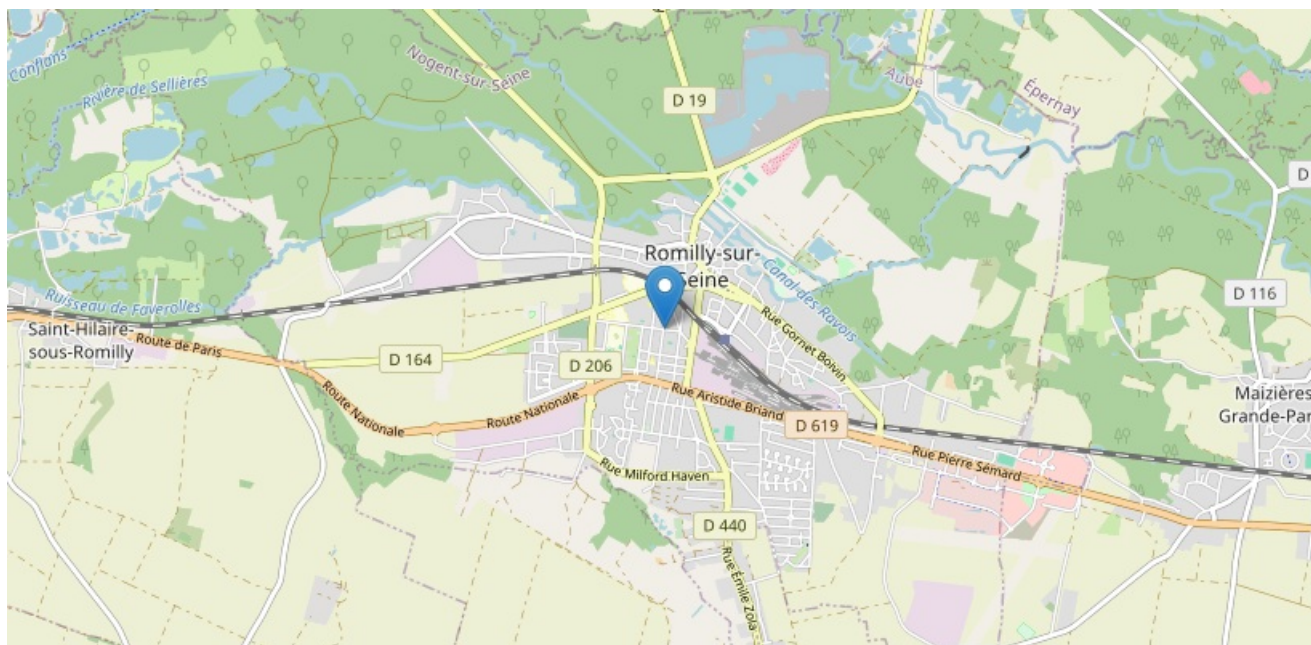 Conflans
Rivière de Sellières
Nogent-sur-Seine
D 19
Aube
Épernay
D
Romilly-sur-
Seine
Canal des Ravois
Ruisseau de Faverolles
D 116
Saint-Hilaire-
sous-Romilly
Route de Paris
D 164
D 206
Rue Gornet Boivin
Route Nationale
Route Nationale
Rue Aristide Briand
D 619
Maizières
Grande-Par
Rue Pierre Sémard
Rue Milford Haven
D 440
Rue Émile Zola